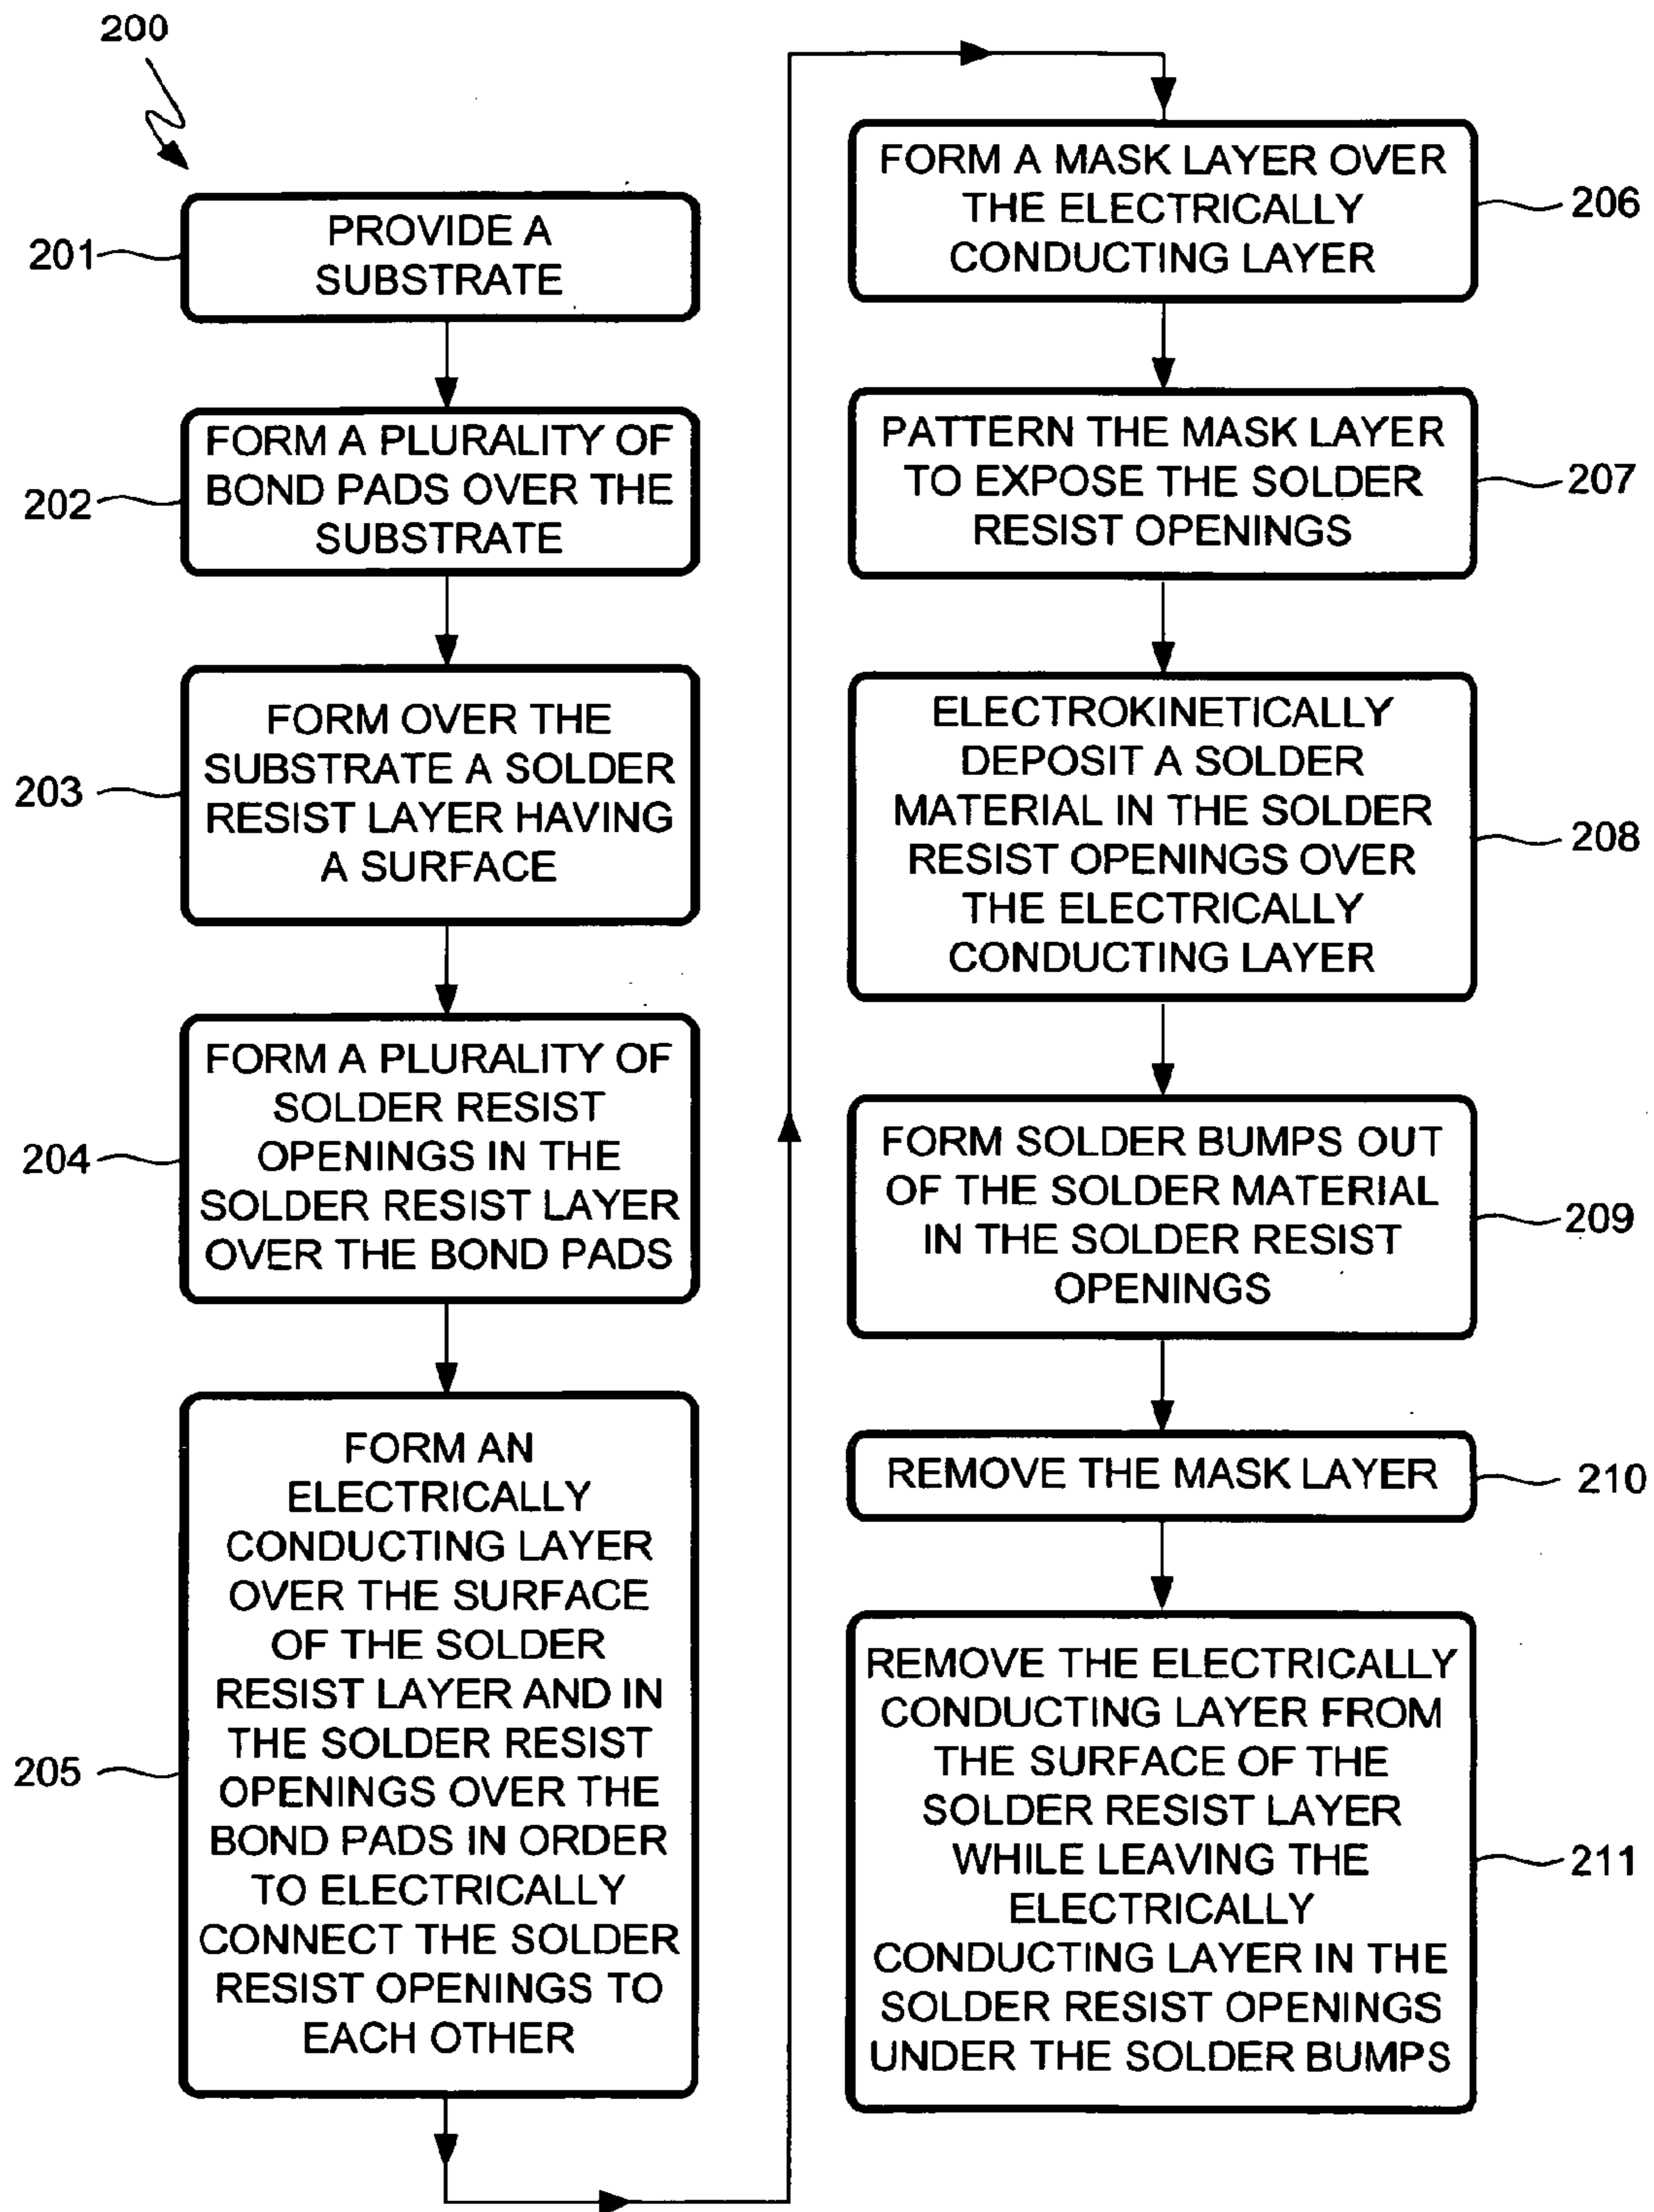 200
201
PROVIDE A
SUBSTRATE
202
FORM A PLURALITY OF
BOND PADS OVER THE
SUBSTRATE
203
FORM OVER THE
SUBSTRATE A SOLDER
RESIST LAYER HAVING
A SURFACE
204
FORM A PLURALITY OF
SOLDER RESIST
OPENINGS IN THE
SOLDER RESIST LAYER
OVER THE BOND PADS
205
FORM AN
ELECTRICALLY
CONDUCTING LAYER
OVER THE SURFACE
OF THE SOLDER
RESIST LAYER AND IN
THE SOLDER RESIST
OPENINGS OVER THE
BOND PADS IN ORDER
TO ELECTRICALLY
CONNECT THE SOLDER
RESIST OPENINGS TO
EACH OTHER
FORM A MASK LAYER OVER
THE ELECTRICALLY
CONDUCTING LAYER
206
PATTERN THE MASK LAYER
TO EXPOSE THE SOLDER
RESIST OPENINGS
207
ELECTROKINETICALLY
DEPOSIT A SOLDER
MATERIAL IN THE SOLDER
RESIST OPENINGS OVER
THE ELECTRICALLY
CONDUCTING LAYER
208
FORM SOLDER BUMPS OUT
OF THE SOLDER MATERIAL
IN THE SOLDER RESIST
OPENINGS
209
REMOVE THE MASK LAYER
210
REMOVE THE ELECTRICALLY
CONDUCTING LAYER FROM
THE SURFACE OF THE
SOLDER RESIST LAYER
WHILE LEAVING THE
ELECTRICALLY
CONDUCTING LAYER IN THE
SOLDER RESIST OPENINGS
UNDER THE SOLDER BUMPS
211